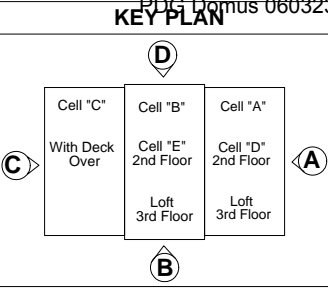 PDG Domus 060323
KEY PLAN
D
Cell "C"
Cell "B"
Cell "A"
With Deck
Over
Cell "E"
2nd Floor
Cell "D"
2nd Floor
C
A
Loft
3rd Floor
Loft
3rd Floor
B